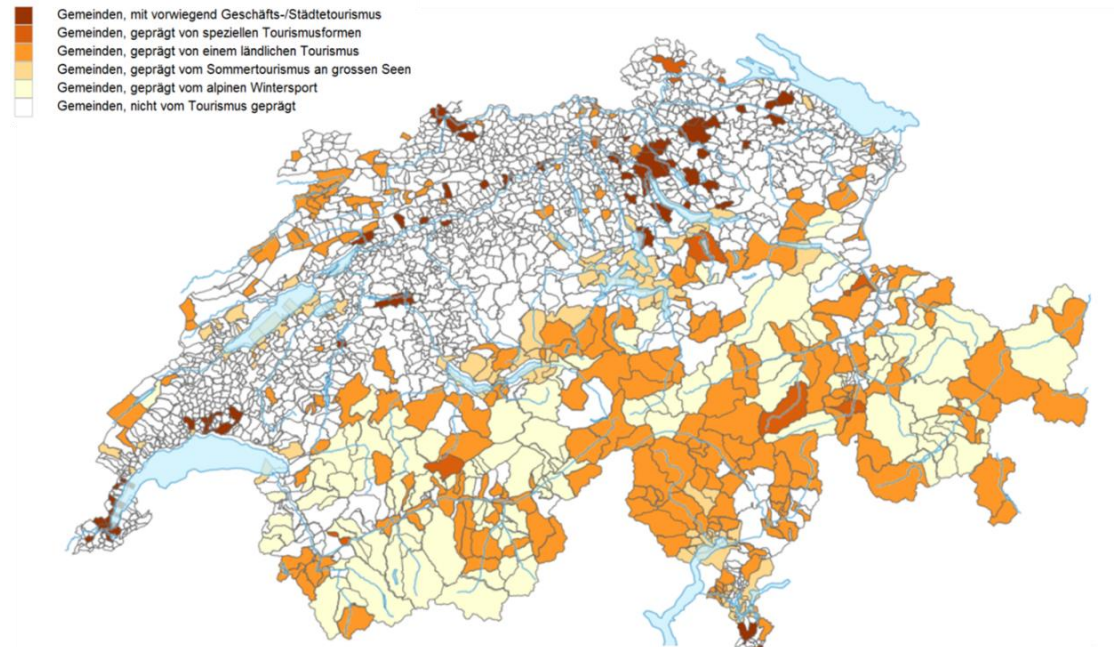 Gemeinden, mit vorwiegend Geschäfts-/Städtetourismus
Gemeinden, geprägt von speziellen Tourismusformen
Gemeinden, geprägt von einem ländlichen Tourismus
Gemeinden, geprägt vom Sommertourismus an grossen Seen
Gemeinden, geprägt vom alpinen Wintersport
Gemeinden, nicht vom Tourismus geprägt